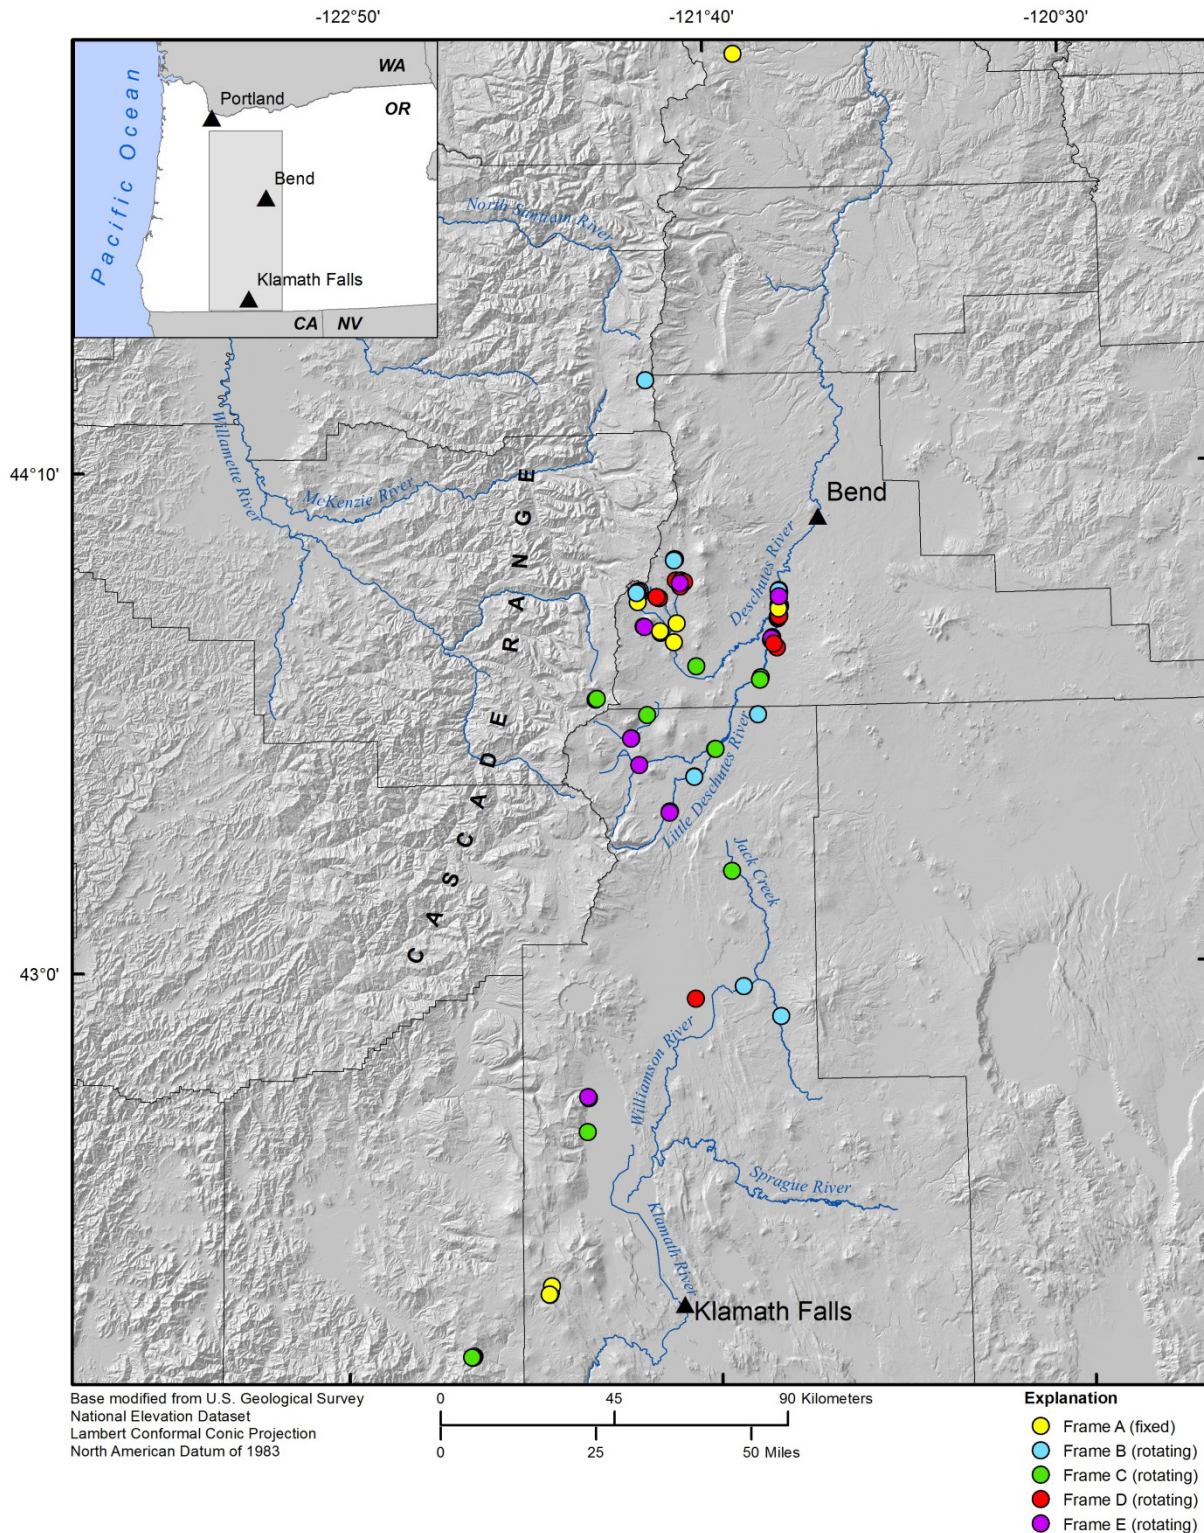 -122°50'
-121°40'
-120°30'
WA
Portland
OR
Pacific Ocean
Bend
Klamath Falls
CA
NV
North Santiam River
44°10'
Willamette River
McKenzie River
Bend
Deschutes River
CASCADE RANGE
Little Deschutes River
Jack Creek
43°0'
Williamson River
Sprague River
Klamath River
Klamath Falls
Base modified from U.S. Geological Survey
National Elevation Dataset
Lambert Conformal Conic Projection
North American Datum of 1983
0 45 90 Kilometers
0 25 50 Miles
Explanation
Frame A (fixed)
Frame B (rotating)
Frame C (rotating)
Frame D (rotating)
Frame E (rotating)